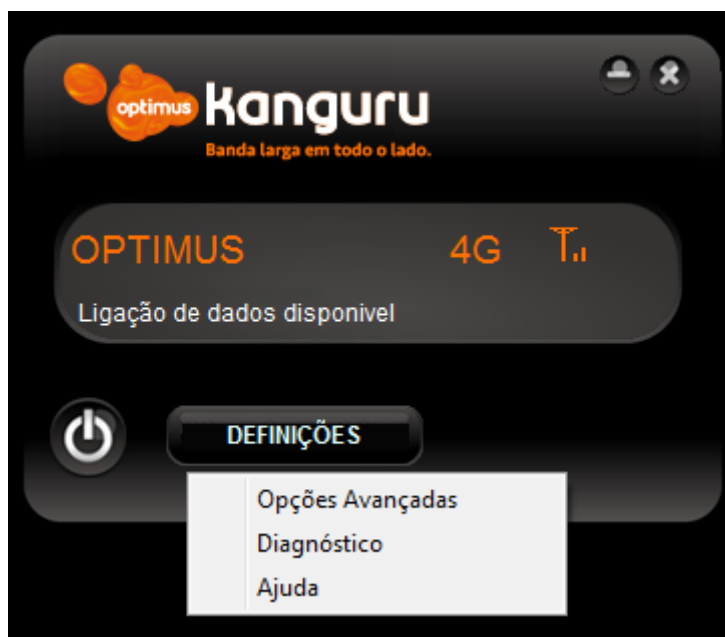 optimus Kanguru
Banda larga em todo o lado.
OPTIMUS 4G
Ligação de dados disponivel
DEFINIÇÕES
Opções Avançadas
Diagnóstico
Ajuda